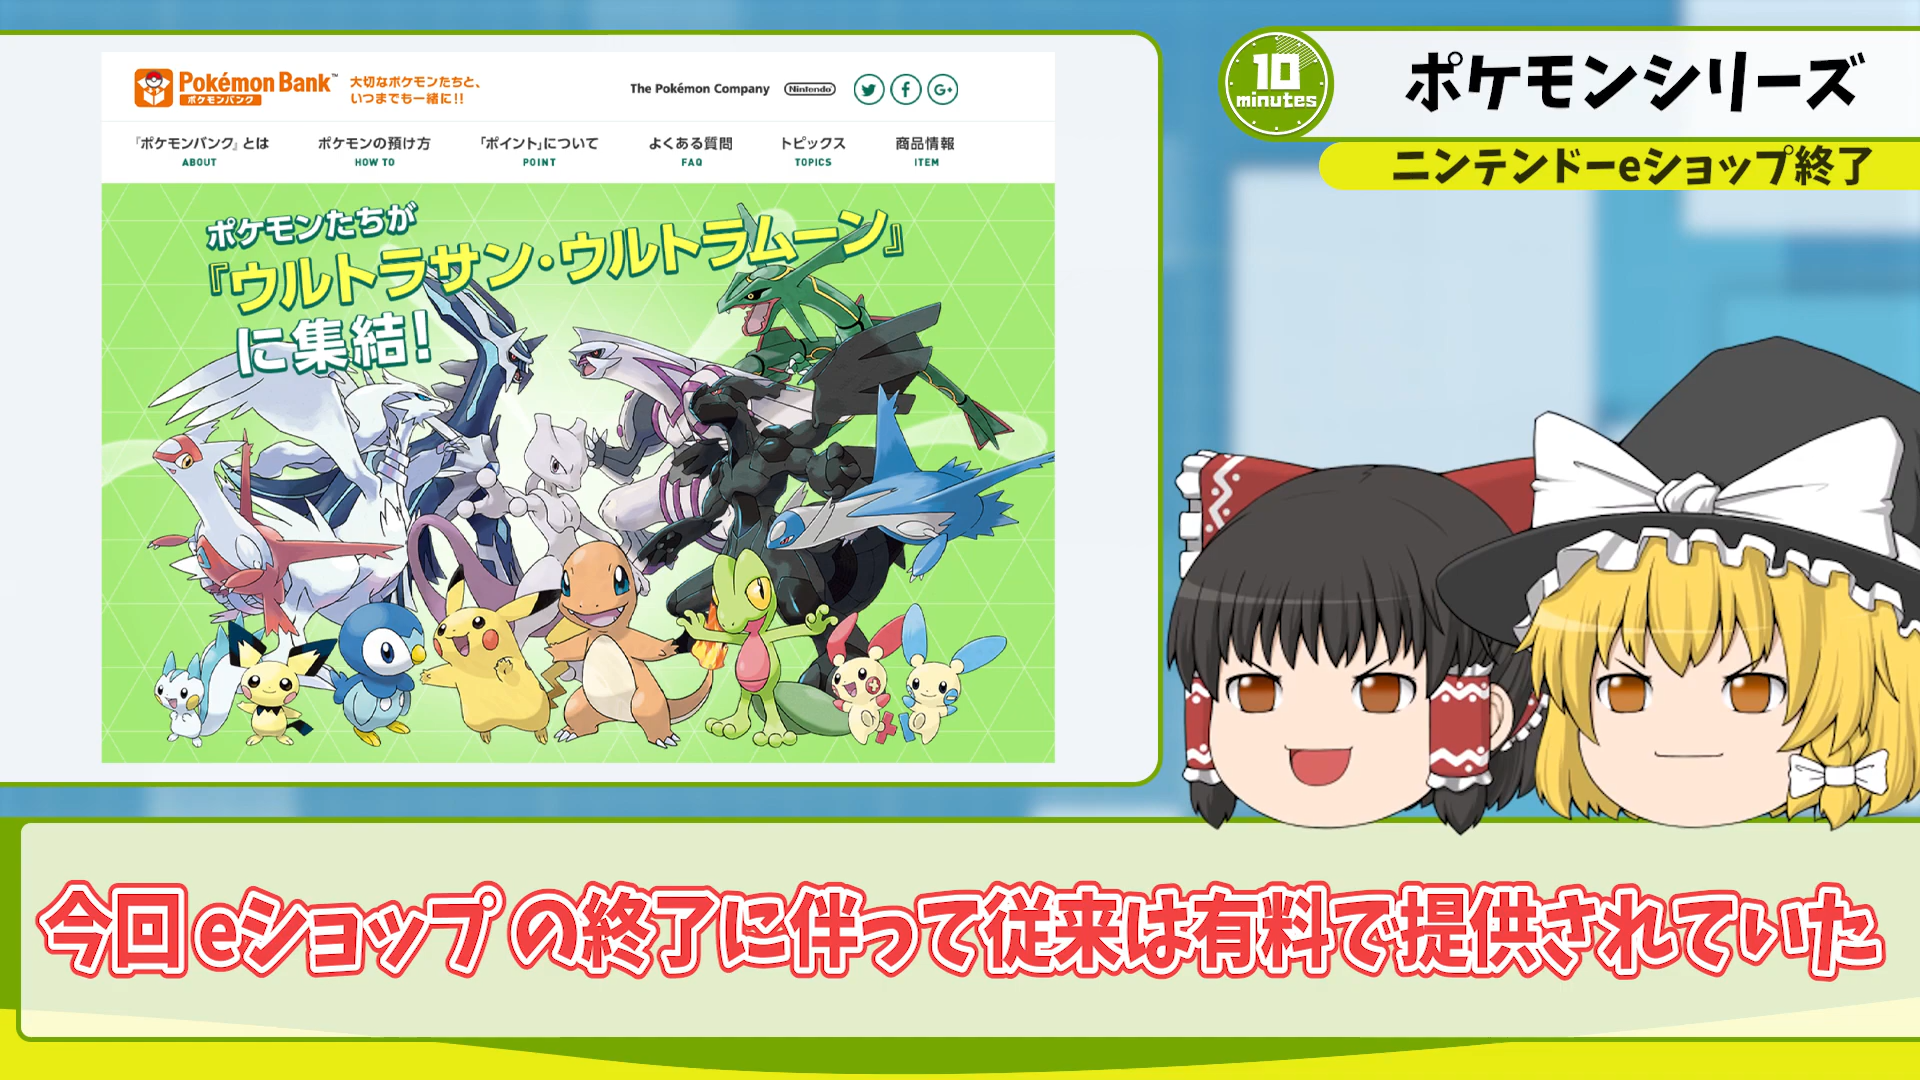 Pokémon Bank™
ポケモンバンク
大切なポケモンたちと、
いつまでも一緒に!!
The Pokémon Company
Nintendo
G+
『ポケモンバンク』とは
ABOUT
ポケモンの預け方
HOW TO
「ポイント」について
POINT
よくある質問
FAQ
トピックス
TOPICS
商品情報
ITEM
ポケモンたちが
『ウルトラサン・ウルトラムーン』
に集結!
10
minutes
ポケモンシリーズ
ニンテンドーeショップ終了
今回 eショップ の終了に伴って従来は有料で提供されていた